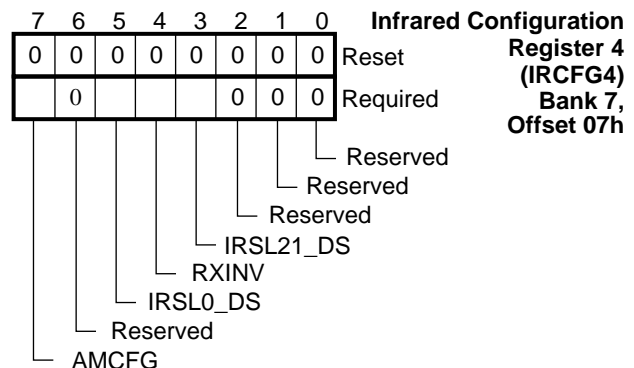 7 6 5 4 3 2 1 0
Infrared Configuration
Register 4
(IRCFG4)
Bank 7,
Offset 07h
0 0 0 0 0 0 0 0 Reset
0 0 0 0 Required
Reserved
Reserved
Reserved
IRSL21_DS
RXINV
IRSL0_DS
Reserved
AMCFG